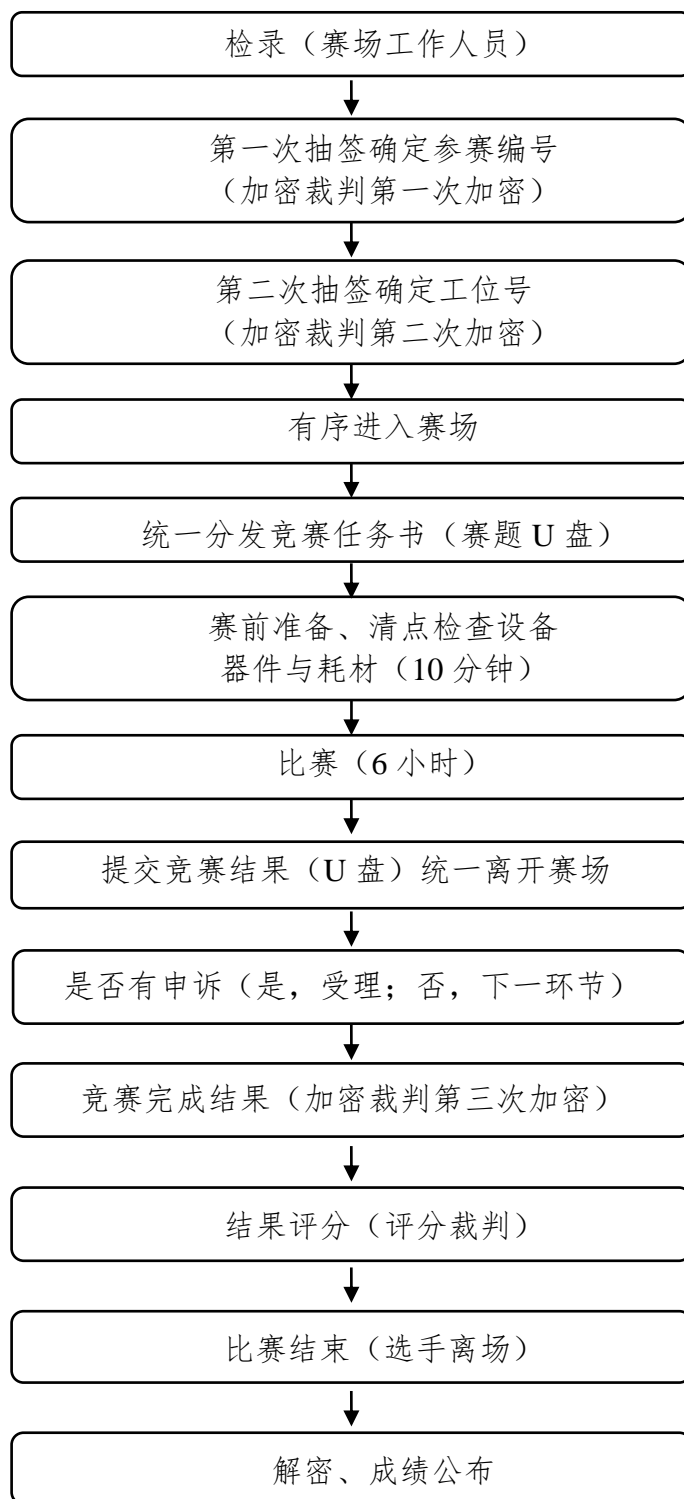 检录（赛场工作人员）
第一次抽签确定参赛编号
（加密裁判第一次加密）
第二次抽签确定工位号
（加密裁判第二次加密）
有序进入赛场
统一分发竞赛任务书（赛题 U 盘）
赛前准备、清点检查设备
器件与耗材（10 分钟）
比赛（6 小时）
提交竞赛结果（U 盘）统一离开赛场
是否有申诉（是，受理；否，下一环节）
竞赛完成结果（加密裁判第三次加密）
结果评分（评分裁判）
比赛结束（选手离场）
解密、成绩公布